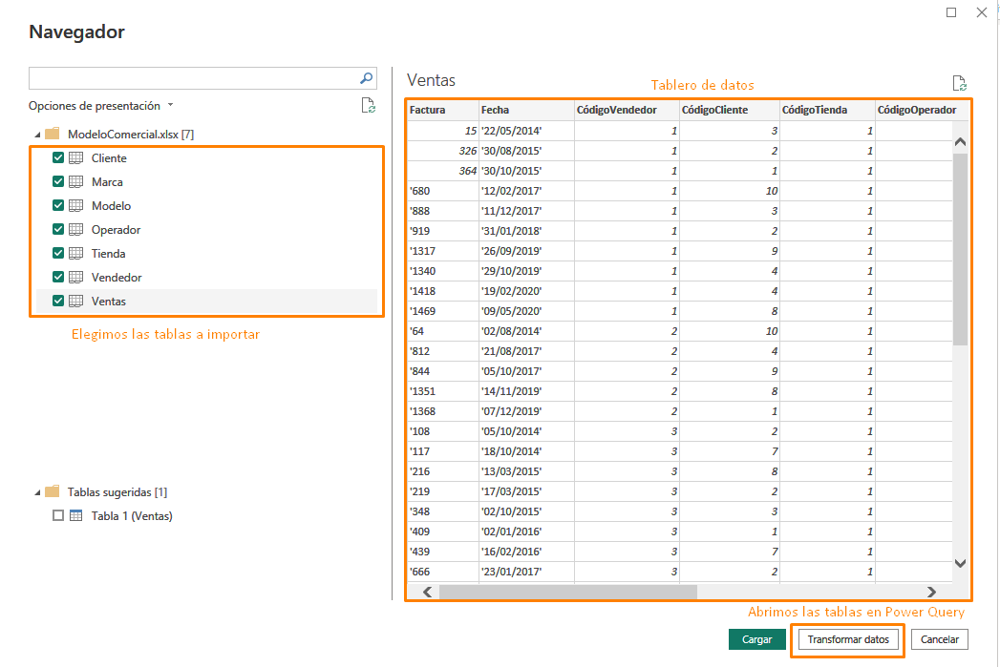 Navegador
Opciones de presentación
ModeloComercial.xlsx [7]
Cliente
Marca
Modelo
Operador
Tienda
Vendedor
Ventas
Elegimos las tablas a importar
Tablas sugeridas [1]
Tabla 1 (Ventas)
Ventas
Tablero de datos
Factura Fecha CódigoVendedor CódigoCliente CódigoTienda CódigoOperador
15 '22/05/2014' 1 3 1
326 '30/08/2015' 1 2 1
364 '30/10/2015' 1 1 1
'680 '12/02/2017' 1 10 1
'888 '11/12/2017' 1 3 1
'919 '31/01/2018' 1 2 1
'1317 '26/09/2019' 1 9 1
'1340 '29/10/2019' 1 4 1
'1418 '19/02/2020' 1 4 1
'1469 '09/05/2020' 1 8 1
'64 '02/08/2014' 2 10 1
'812 '21/08/2017' 2 4 1
'844 '05/10/2017' 2 9 1
'1351 '14/11/2019' 2 8 1
'1368 '07/12/2019' 2 1 1
'108 '05/10/2014' 3 2 1
'117 '18/10/2014' 3 7 1
'216 '13/03/2015' 3 8 1
'219 '17/03/2015' 3 2 1
'348 '02/10/2015' 3 3 1
'409 '02/01/2016' 3 1 1
'439 '16/02/2016' 3 7 1
'666 '23/01/2017' 3 2 1
Abrimos las tablas en Power Query
Cargar Transformar datos Cancelar